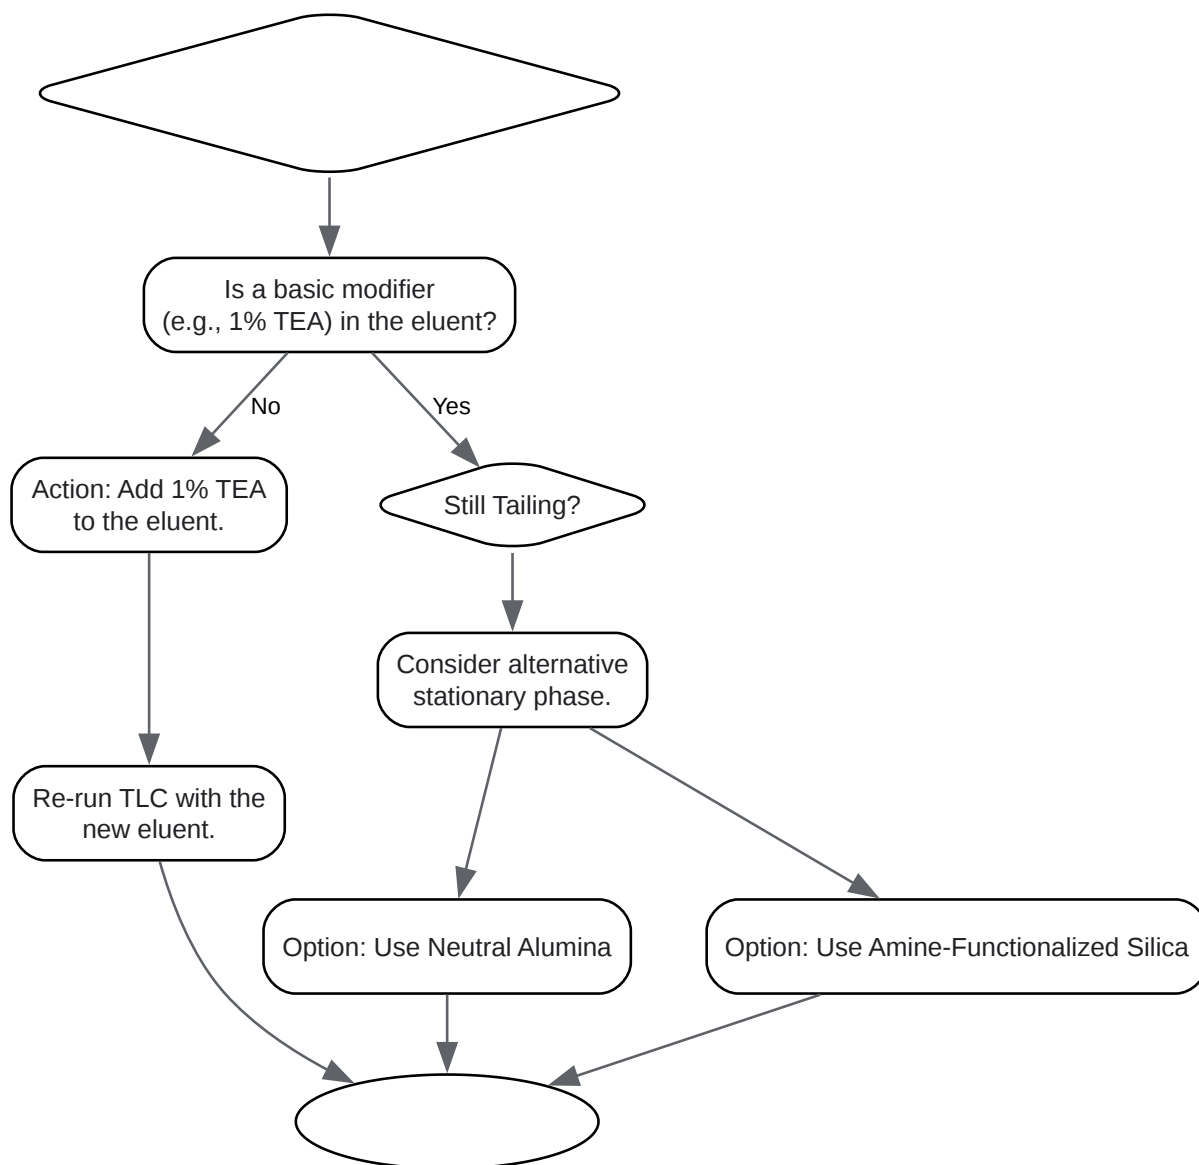 Is a basic modifier
(e.g., 1% TEA) in the eluent?
No
Yes
Action: Add 1% TEA
to the eluent.
Still Tailing?
Consider alternative
stationary phase.
Re-run TLC with the
new eluent.
Option: Use Neutral Alumina
Option: Use Amine-Functionalized Silica